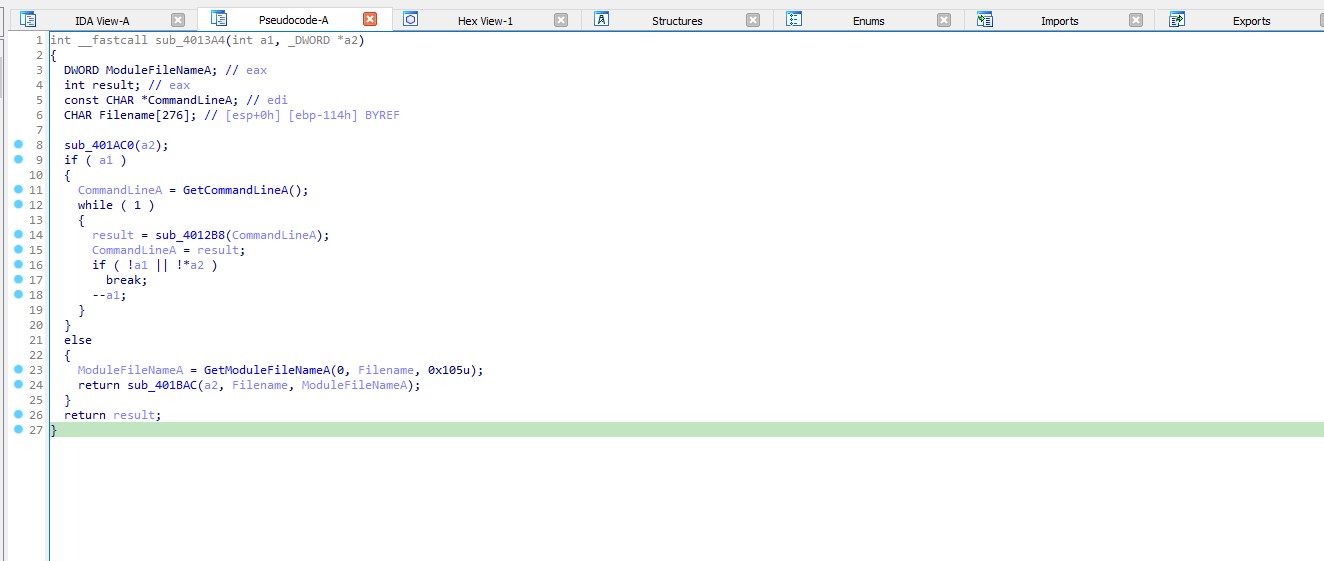 IDA View-A Pseudocode-A Hex View-1 Structures Enums Imports Exports
1 int __fastcall sub_4013A4(int a1, _DWORD *a2)
2 {
3 DWORD ModuleFileNameA; // eax
4 int result; // eax
5 const CHAR *CommandLineA; // edi
6 CHAR Filename[276]; // [esp+0h] [ebp-114h] BYREF
7
8 sub_401AC0(a2);
9 if ( a1 )
10 {
11 CommandLineA = GetCommandLineA();
12 while ( 1 )
13 {
14 result = sub_4012B8(CommandLineA);
15 CommandLineA = result;
16 if ( !a1 || !*a2 )
17 break;
18 --a1;
19 }
20 }
21 else
22 {
23 ModuleFileNameA = GetModuleFileNameA(0, Filename, 0x105u);
24 return sub_401BAC(a2, Filename, ModuleFileNameA);
25 }
26 return result;
27 }